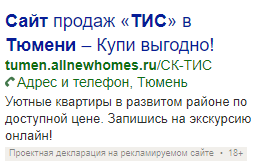 Сайт продаж «ТИС» в
Тюмени – Купи выгодно!
tumen.allnewhomes.ru/СК-ТИС
Адрес и телефон, Тюмень
Уютные квартиры в развитом районе по
доступной цене. Запишись на экскурсию
онлайн!
Проектная декларация на рекламируемом сайте • 18+